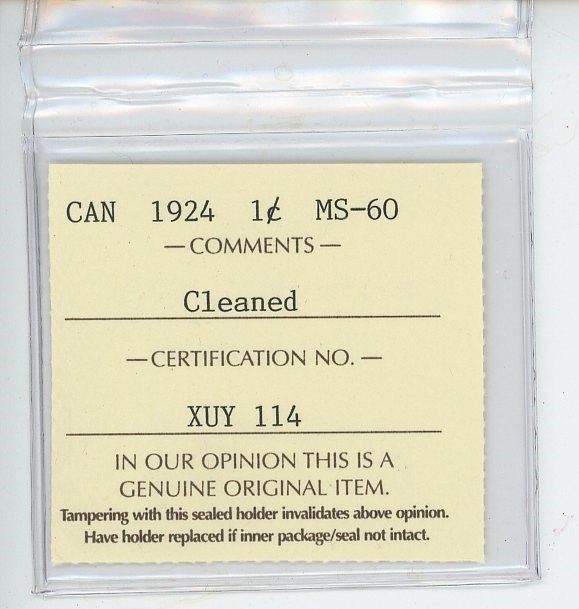 CAN 1924 1¢ MS-60
— COMMENTS —
Cleaned
— CERTIFICATION NO. —
XUY 114
IN OUR OPINION THIS IS A
GENUINE ORIGINAL ITEM.
Tampering with this sealed holder invalidates above opinion.
Have holder replaced if inner package/seal not intact.